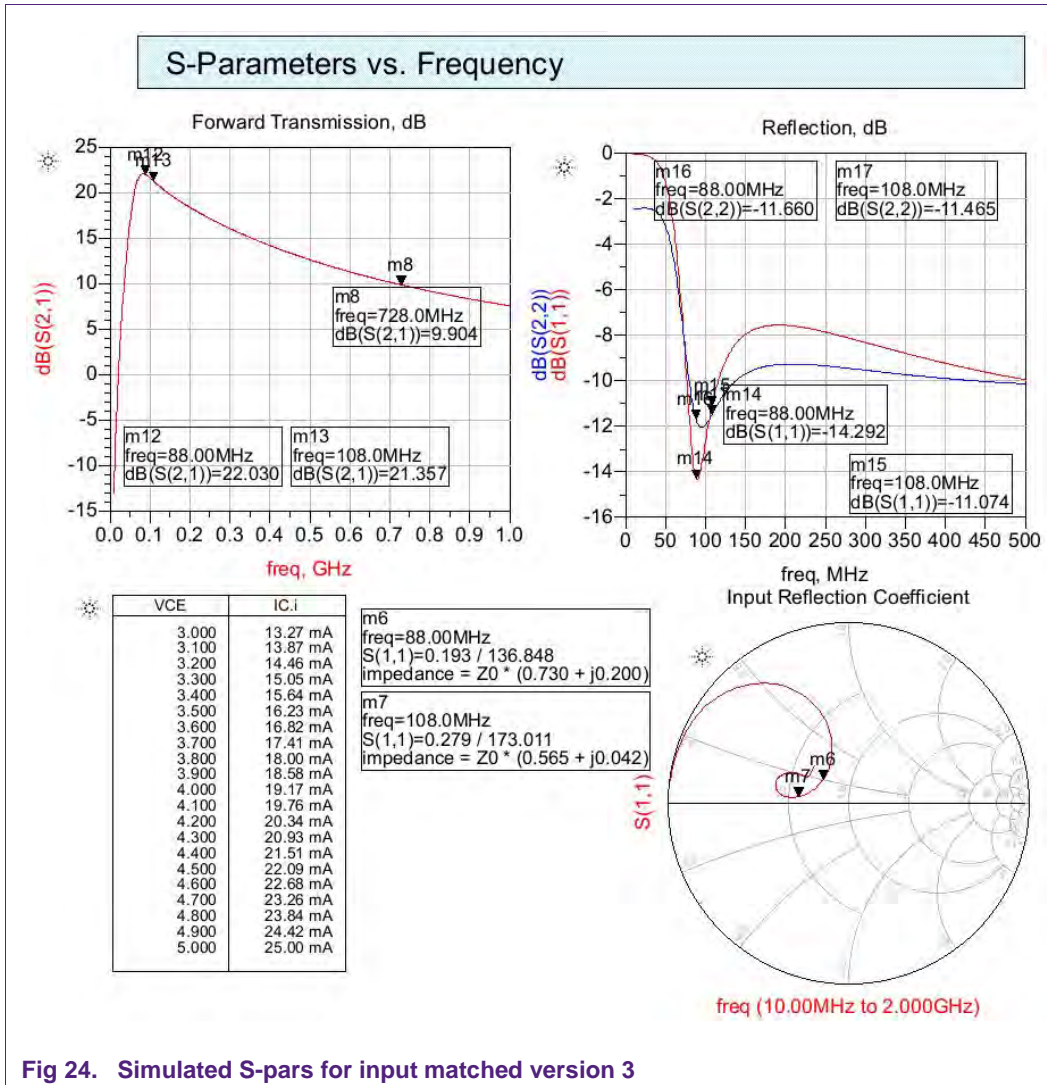 S-Parameters vs. Frequency
Forward Transmission, dB
dB(S(2,1))
25
20
15
10
5
0
-5
-10
-15
m12
m13
m8
m8
freq=728.0MHz
dB(S(2,1))=9.904
m12
freq=88.00MHz
dB(S(2,1))=22.030
m13
freq=108.0MHz
dB(S(2,1))=21.357
0.0 0.1 0.2 0.3 0.4 0.5 0.6 0.7 0.8 0.9 1.0
freq, GHz
Reflection, dB
dB(S(2,2))
dB(S(1,1))
0
-2
-4
-6
-8
-10
-12
-14
-16
m16
freq=88.00MHz
dB(S(2,2))=-11.660
m17
freq=108.0MHz
dB(S(2,2))=-11.465
m15
m14
m14
freq=88.00MHz
dB(S(1,1))=-14.292
m15
freq=108.0MHz
dB(S(1,1))=-11.074
0 50 100 150 200 250 300 350 400 450 500
freq, MHz
VCE IC.i
3.000 13.27 mA
3.100 13.87 mA
3.200 14.46 mA
3.300 15.05 mA
3.400 15.64 mA
3.500 16.23 mA
3.600 16.82 mA
3.700 17.41 mA
3.800 18.00 mA
3.900 18.58 mA
4.000 19.17 mA
4.100 19.76 mA
4.200 20.34 mA
4.300 20.93 mA
4.400 21.51 mA
4.500 22.09 mA
4.600 22.68 mA
4.700 23.26 mA
4.800 23.84 mA
4.900 24.42 mA
5.000 25.00 mA
m6
freq=88.00MHz
S(1,1)=0.193 / 136.848
impedance = Z0 * (0.730 + j0.200)
m7
freq=108.0MHz
S(1,1)=0.279 / 173.011
impedance = Z0 * (0.565 + j0.042)
Input Reflection Coefficient
S(1,1)
m6
m7
freq (10.00MHz to 2.000GHz)
Fig 24. Simulated S-pars for input matched version 3